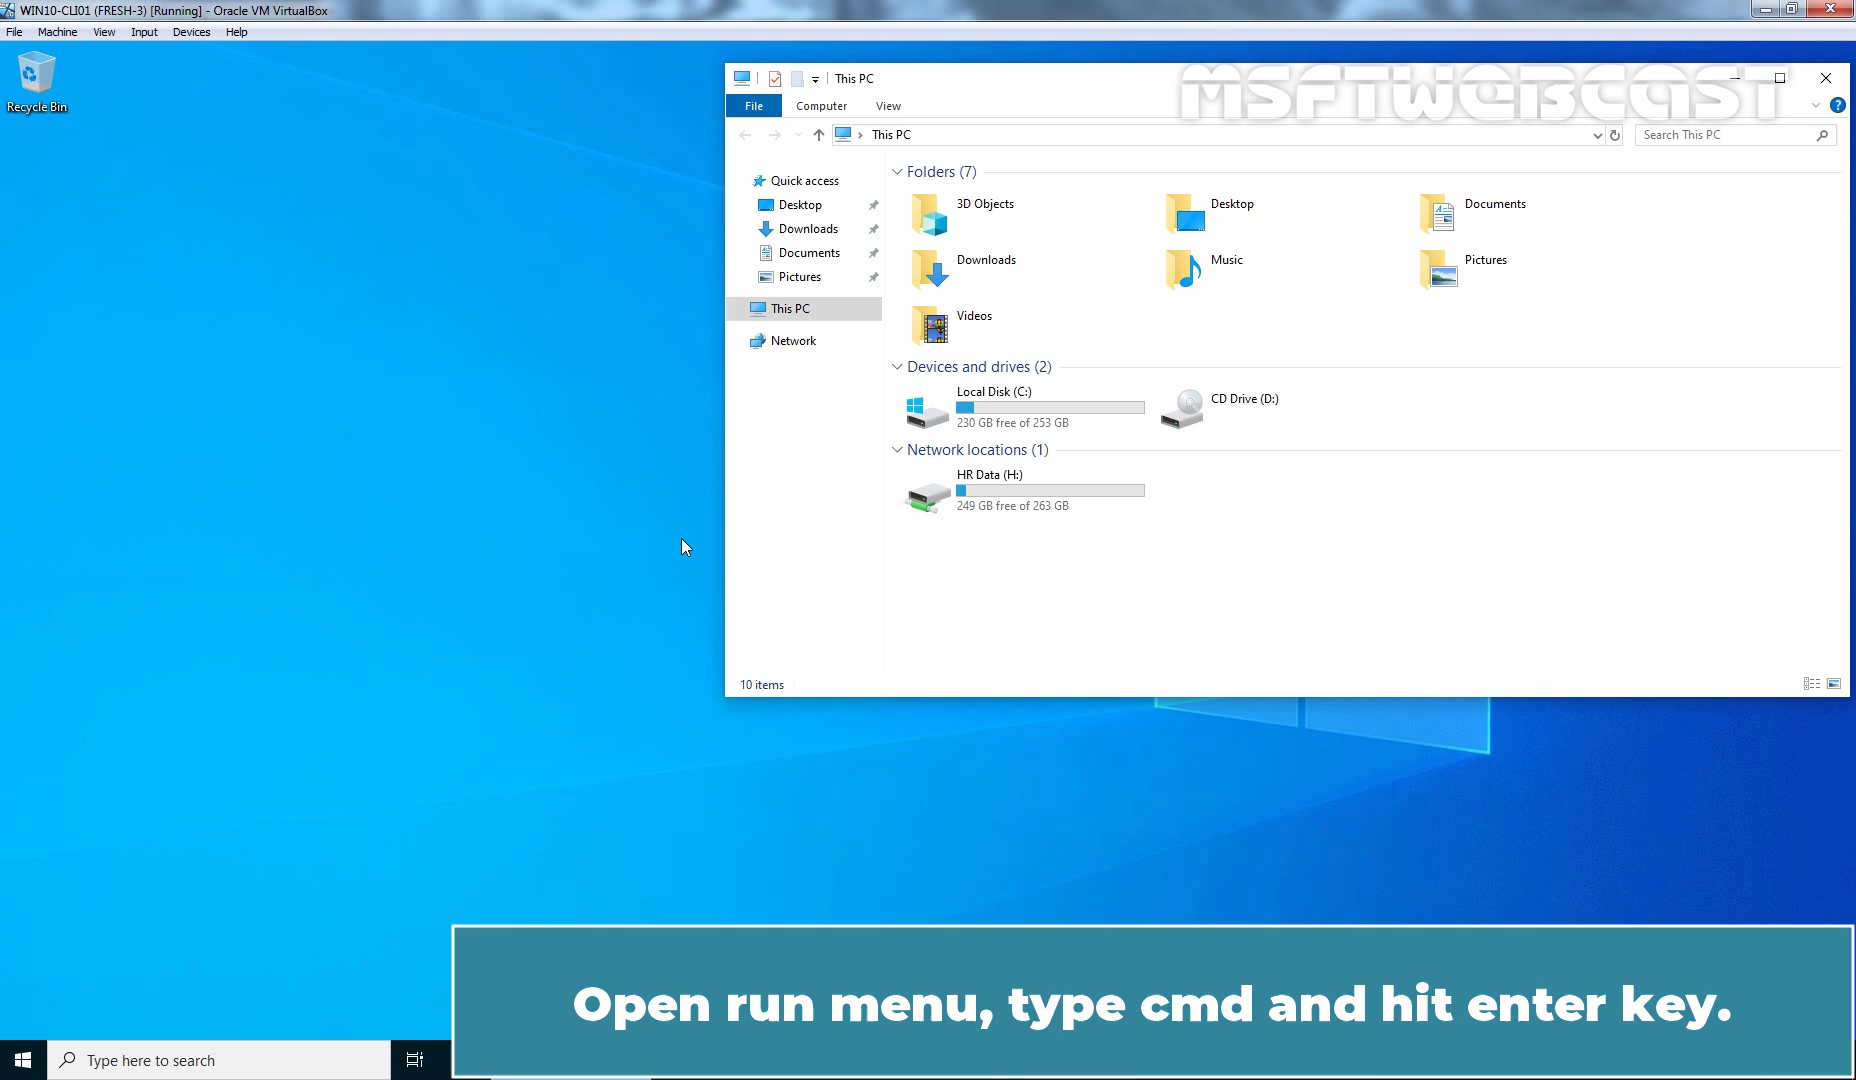 WIN10-CLI01 (FRESH-3) [Running] - Oracle VM VirtualBox
File Machine View Input Devices Help
Recycle Bin
This PC
MSFTWEBCAST
File Computer View
This PC
Search This PC
Quick access
Desktop
Downloads
Documents
Pictures
This PC
Network
Folders (7)
3D Objects
Desktop
Documents
Downloads
Music
Pictures
Videos
Devices and drives (2)
Local Disk (C:)
230 GB free of 253 GB
CD Drive (D:)
Network locations (1)
HR Data (H:)
249 GB free of 263 GB
10 items
Open run menu, type cmd and hit enter key.
Type here to search